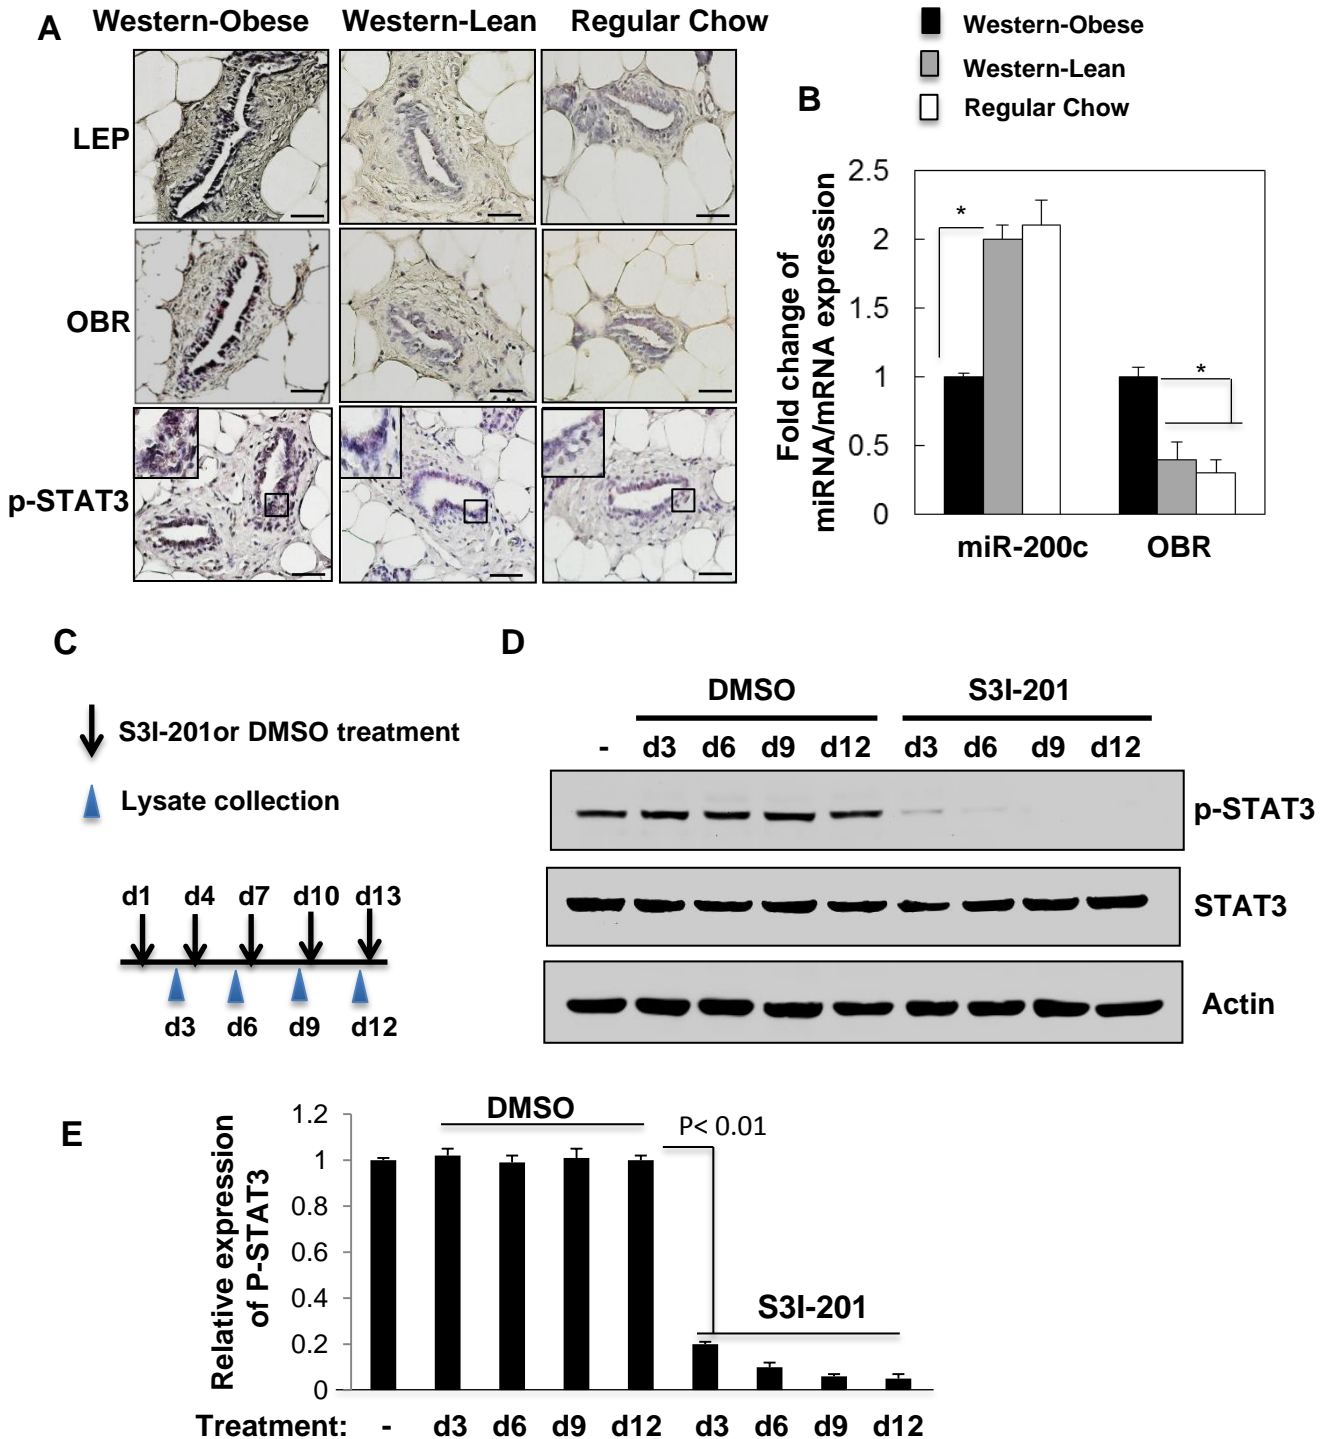 A
Western-Obese
Western-Lean
Regular Chow
LEP
OBR
p-STAT3
Western-Obese
Western-Lean
Regular Chow
B
Fold change of
miRNA/mRNA expression
2.5
2
1.5
1
0.5
0
*
*
miR-200c
OBR
C
S3I-201or DMSO treatment
Lysate collection
d1 d4 d7 d10 d13
d3 d6 d9 d12
D
DMSO
S3I-201
- d3 d6 d9 d12 d3 d6 d9 d12
p-STAT3
STAT3
Actin
E
Relative expression
of P-STAT3
1.2
1
0.8
0.6
0.4
0.2
0
DMSO
P< 0.01
S3I-201
Treatment: - d3 d6 d9 d12 d3 d6 d9 d12